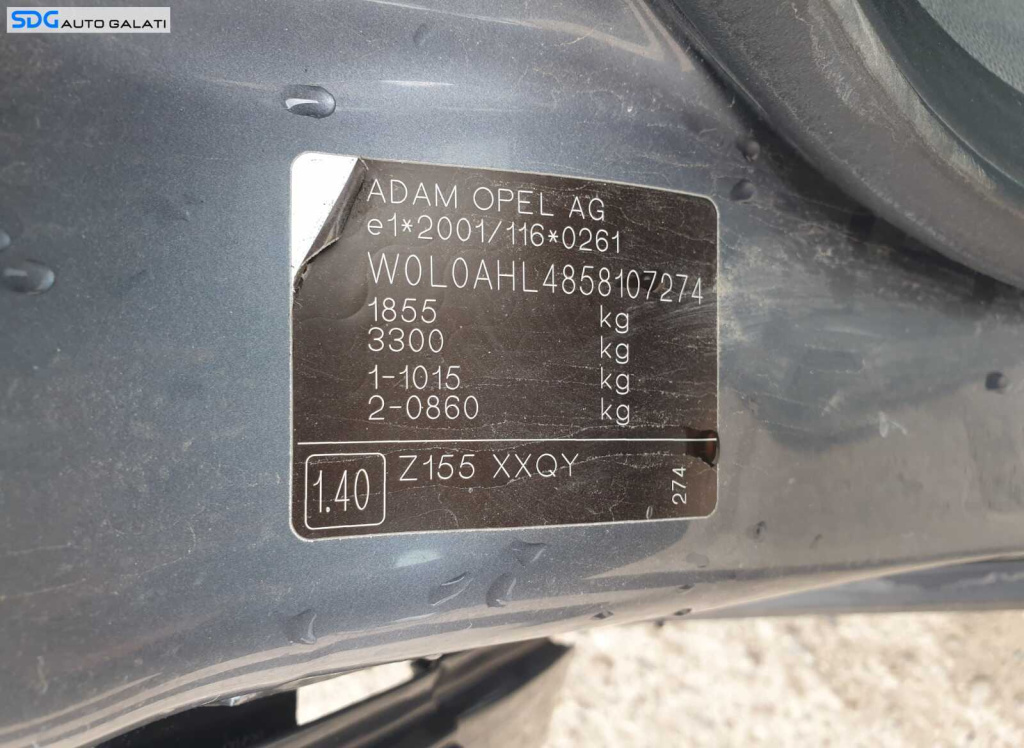 SDG AUTO GALATI
ADAM OPEL AG
e1*2001/116*0261
W0L0AHL4858107274
1855 kg
3300 kg
1-1015 kg
2-0860 kg
1.40 Z155 XXQY 274